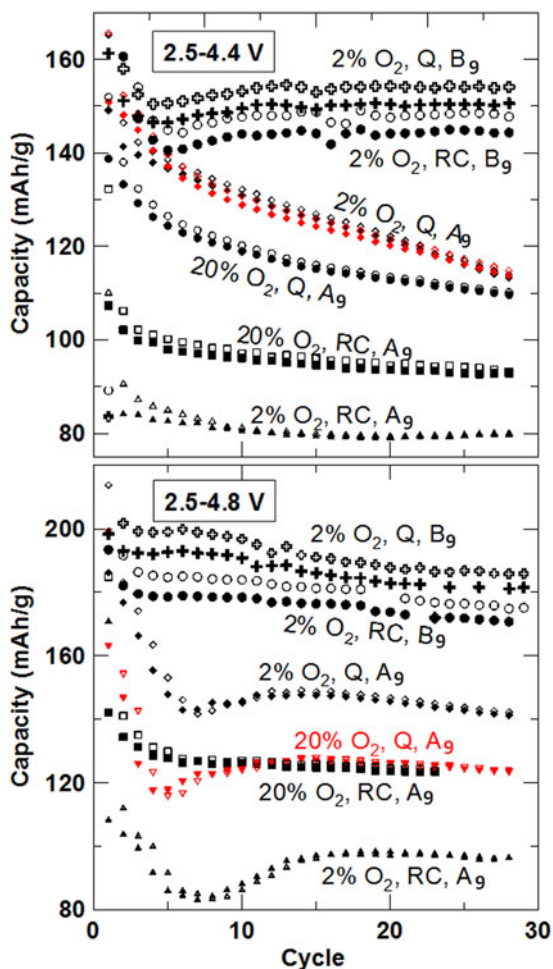 2.5-4.4 V
160
140
120
100
80
Capacity (mAh/g)
2% O₂, Q, B₉
2% O₂, RC, B₉
2% O₂, Q, A₉
20% O₂, Q, A₉
20% O₂, RC, A₉
2% O₂, RC, A₉
2.5-4.8 V
200
160
120
80
Capacity (mAh/g)
2% O₂, Q, B₉
2% O₂, RC, B₉
2% O₂, Q, A₉
20% O₂, Q, A₉
20% O₂, RC, A₉
2% O₂, RC, A₉
0 10 20 30
Cycle